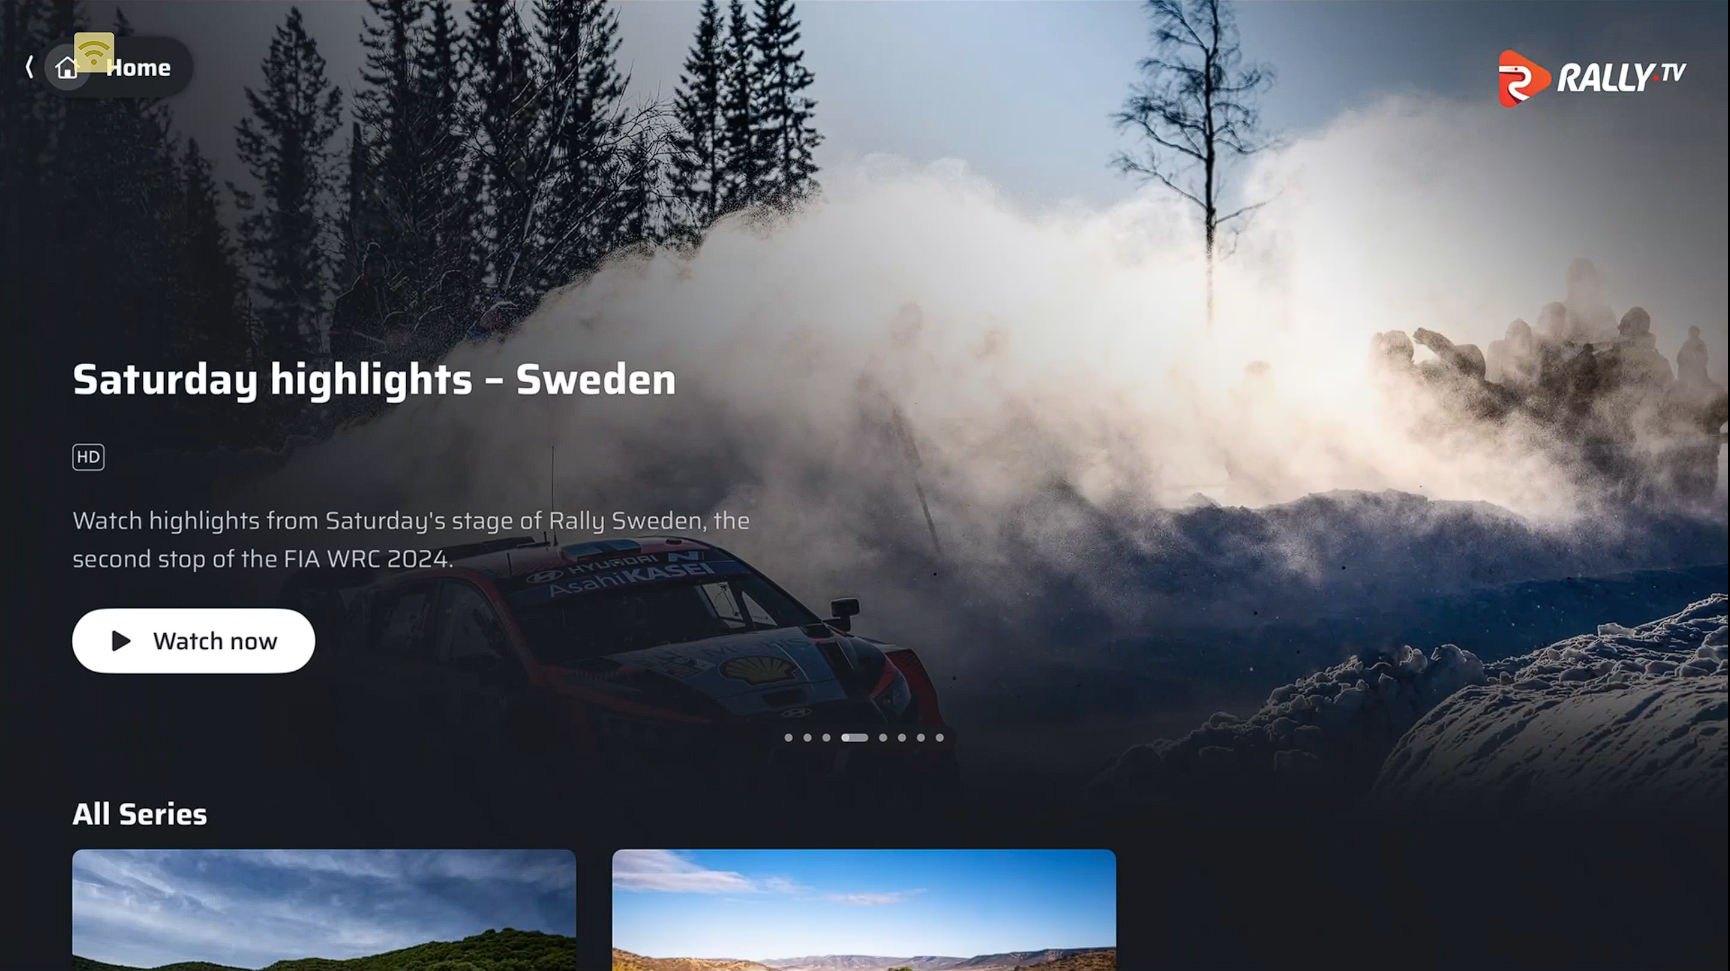 Home
RALLY.TV
Saturday highlights – Sweden
HD
Watch highlights from Saturday's stage of Rally Sweden, the
second stop of the FIA WRC 2024.
HYUNDAI N
AsahiKASEI
Watch now
All Series